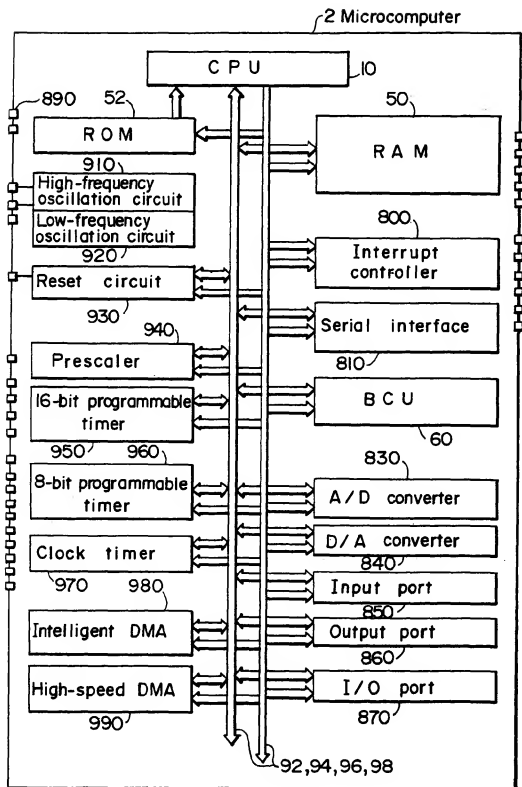 2 Microcomputer
CPU
10
890
52
ROM
50
RAM
910
High-frequency
oscillation circuit
Low-frequency
oscillation circuit
920
800
Interrupt
controller
Reset circuit
930
Serial interface
810
940
Prescaler
BCU
60
16-bit programmable
timer
950
960
8-bit programmable
timer
830
A/D converter
D/A converter
840
Clock timer
970
980
Input port
850
Intelligent DMA
Output port
860
High-speed DMA
990
I/O port
870
92,94,96,98